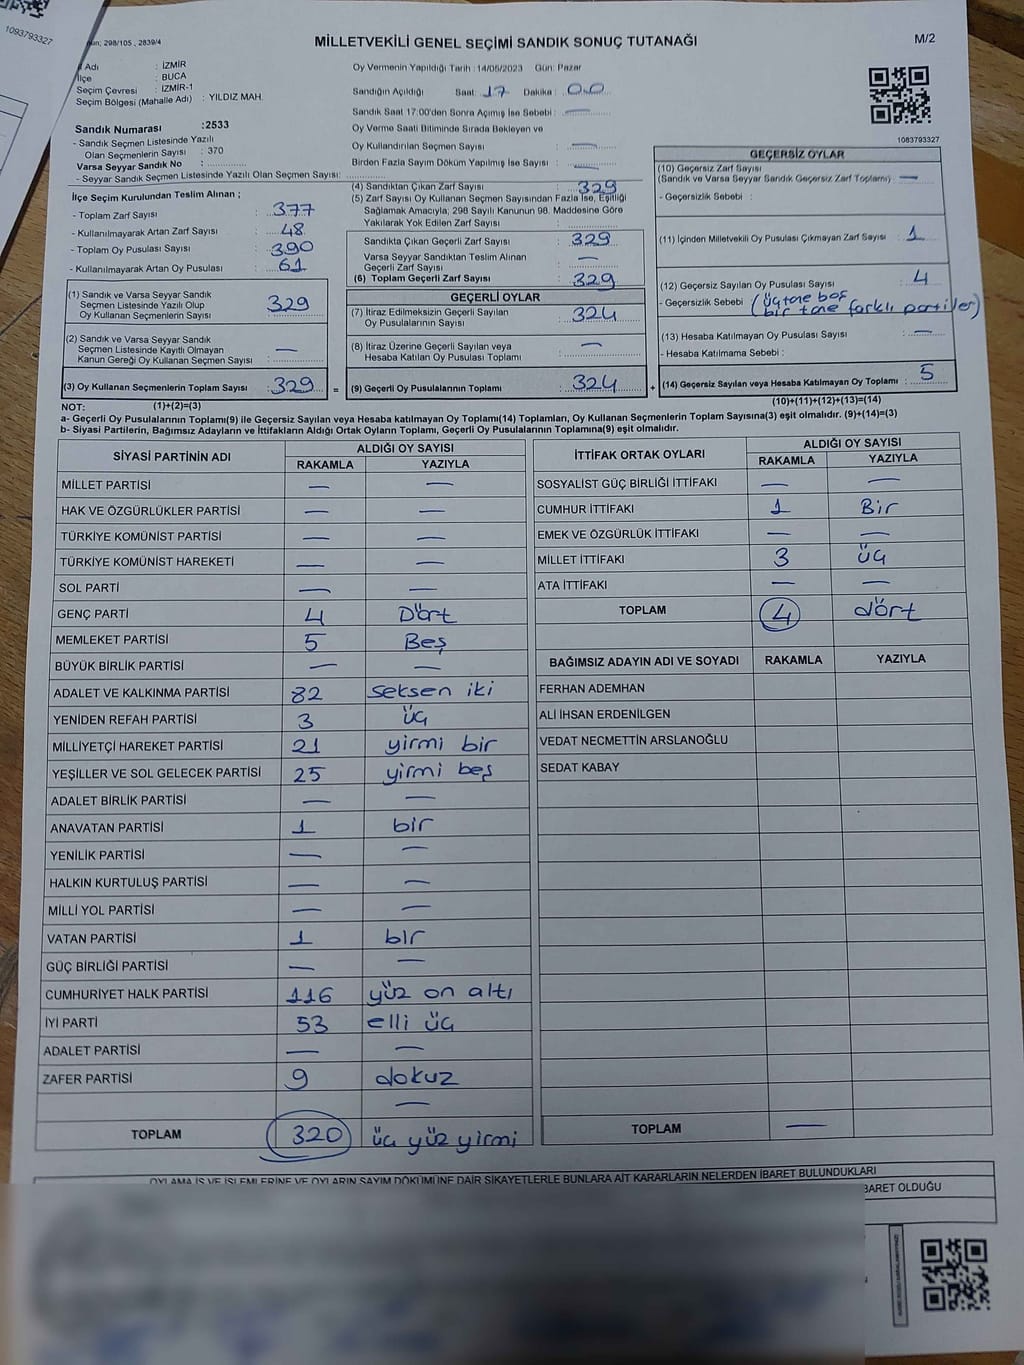 1093793327
298/105 , 2839/4
MİLLETVEKİLİ GENEL SEÇİMİ SANDIK SONUÇ TUTANAĞI
M/2
İl Adı : İZMİR
İlçe : BUCA
Seçim Çevresi : İZMİR-1
Seçim Bölgesi (Mahalle Adı) : YILDIZ MAH.
Sandık Numarası :2533
- Sandık Seçmen Listesinde Yazılı
Olan Seçmenlerin Sayısı : 370
Varsa Seyyar Sandık No :
- Seyyar Sandık Seçmen Listesinde Yazılı Olan Seçmen Sayısı:
Oy Vermenin Yapıldığı Tarih : 14/05/2023 Gün: Pazar
Sandığın Açıldığı Saat: 17 Dakika : 00
Sandık Saat 17:00'den Sonra Açılmış İse Sebebi : —
Oy Verme Saati Bitiminde Sırada Bekleyen ve
Oy Kullandırılan Seçmen Sayısı : —
Birden Fazla Sayım Döküm Yapılmış İse Sayısı : —
1083793327
İlçe Seçim Kurulundan Teslim Alınan ;
- Toplam Zarf Sayısı : 377
- Kullanılmayarak Artan Zarf Sayısı : 48
- Toplam Oy Pusulası Sayısı : 390
- Kullanılmayarak Artan Oy Pusulası : 61
(1) Sandık ve Varsa Seyyar Sandık
Seçmen Listesinde Yazılı Olup
Oy Kullanan Seçmenlerin Sayısı : 329
(2) Sandık ve Varsa Seyyar Sandık
Seçmen Listesinde Kayıtlı Olmayan
Kanun Gereği Oy Kullanan Seçmen Sayısı : —
(3) Oy Kullanan Seçmenlerin Toplam Sayısı : 329 =
(4) Sandıktan Çıkan Zarf Sayısı : 329
(5) Zarf Sayısı Oy Kullanan Seçmen Sayısından Fazla İse, Eşitliği
Sağlamak Amacıyla; 298 Sayılı Kanunun 98. Maddesine Göre
Yakılarak Yok Edilen Zarf Sayısı :
Sandıkta Çıkan Geçerli Zarf Sayısı : 329
Varsa Seyyar Sandıktan Teslim Alınan
Geçerli Zarf Sayısı : —
(6) Toplam Geçerli Zarf Sayısı : 329
GEÇERLİ OYLAR
(7) İtiraz Edilmeksizin Geçerli Sayılan
Oy Pusulalarının Sayısı : 324
(8) İtiraz Üzerine Geçerli Sayılan veya
Hesaba Katılan Oy Pusulası Toplamı : —
(9) Geçerli Oy Pusulalarının Toplamı : 324 +
GEÇERSİZ OYLAR
(10) Geçersiz Zarf Sayısı
(Sandık ve Varsa Seyyar Sandık Geçersiz Zarf Toplamı) : —
- Geçersizlik Sebebi :
(11) İçinden Milletvekili Oy Pusulası Çıkmayan Zarf Sayısı : 1
(12) Geçersiz Sayılan Oy Pusulası Sayısı : 4
- Geçersizlik Sebebi : (üç tane boş
bir tane farklı partiler)
(13) Hesaba Katılmayan Oy Pusulası Sayısı : —
- Hesaba Katılmama Sebebi :
(14) Geçersiz Sayılan veya Hesaba Katılmayan Oy Toplamı : 5
NOT: (1)+(2)=(3)
(10)+(11)+(12)+(13)=(14)
a- Geçerli Oy Pusulalarının Toplamı(9) ile Geçersiz Sayılan veya Hesaba katılmayan Oy Toplamı(14) Toplamları, Oy Kullanan Seçmenlerin Toplam Sayısına(3) eşit olmalıdır. (9)+(14)=(3)
b- Siyasi Partilerin, Bağımsız Adayların ve İttifakların Aldığı Ortak Oyların Toplamı, Geçerli Oy Pusulalarının Toplamına(9) eşit olmalıdır.
SİYASİ PARTİNİN ADI ALDIĞI OY SAYISI
RAKAMLA YAZIYLA
MİLLET PARTİSİ — —
HAK VE ÖZGÜRLÜKLER PARTİSİ — —
TÜRKİYE KOMÜNİST PARTİSİ — —
TÜRKİYE KOMÜNİST HAREKETİ — —
SOL PARTİ — —
GENÇ PARTİ 4 Dört
MEMLEKET PARTİSİ 5 Beş
BÜYÜK BİRLİK PARTİSİ — —
ADALET VE KALKINMA PARTİSİ 82 seksen iki
YENİDEN REFAH PARTİSİ 3 üç
MİLLİYETÇİ HAREKET PARTİSİ 21 yirmi bir
YEŞİLLER VE SOL GELECEK PARTİSİ 25 yirmi beş
ADALET BİRLİK PARTİSİ — —
ANAVATAN PARTİSİ 1 bir
YENİLİK PARTİSİ — —
HALKIN KURTULUŞ PARTİSİ — —
MİLLİ YOL PARTİSİ — —
VATAN PARTİSİ 1 bir
GÜÇ BİRLİĞİ PARTİSİ — —
CUMHURİYET HALK PARTİSİ 116 yüz on altı
İYİ PARTİ 53 elli üç
ADALET PARTİSİ — —
ZAFER PARTİSİ 9 dokuz
—
TOPLAM 320 üç yüz yirmi
İTTİFAK ORTAK OYLARI ALDIĞI OY SAYISI
RAKAMLA YAZIYLA
SOSYALİST GÜÇ BİRLİĞİ İTTİFAKI — —
CUMHUR İTTİFAKI 1 Bir
EMEK VE ÖZGÜRLÜK İTTİFAKI — —
MİLLET İTTİFAKI 3 üç
ATA İTTİFAKI — —
TOPLAM 4 dört
BAĞIMSIZ ADAYIN ADI VE SOYADI RAKAMLA YAZIYLA
FERHAN ADEMHAN
ALİ İHSAN ERDENİLGEN
VEDAT NECMETTİN ARSLANOĞLU
SEDAT KABAY
TOPLAM —
OYLAMA İŞ VE İŞLEMLERİNE VE OYLARIN SAYIM DÖKÜMÜNE DAİR ŞİKAYETLERLE BUNLARA AİT KARARLARIN NELERDEN İBARET BULUNDUKLARI
BARET OLDUĞU